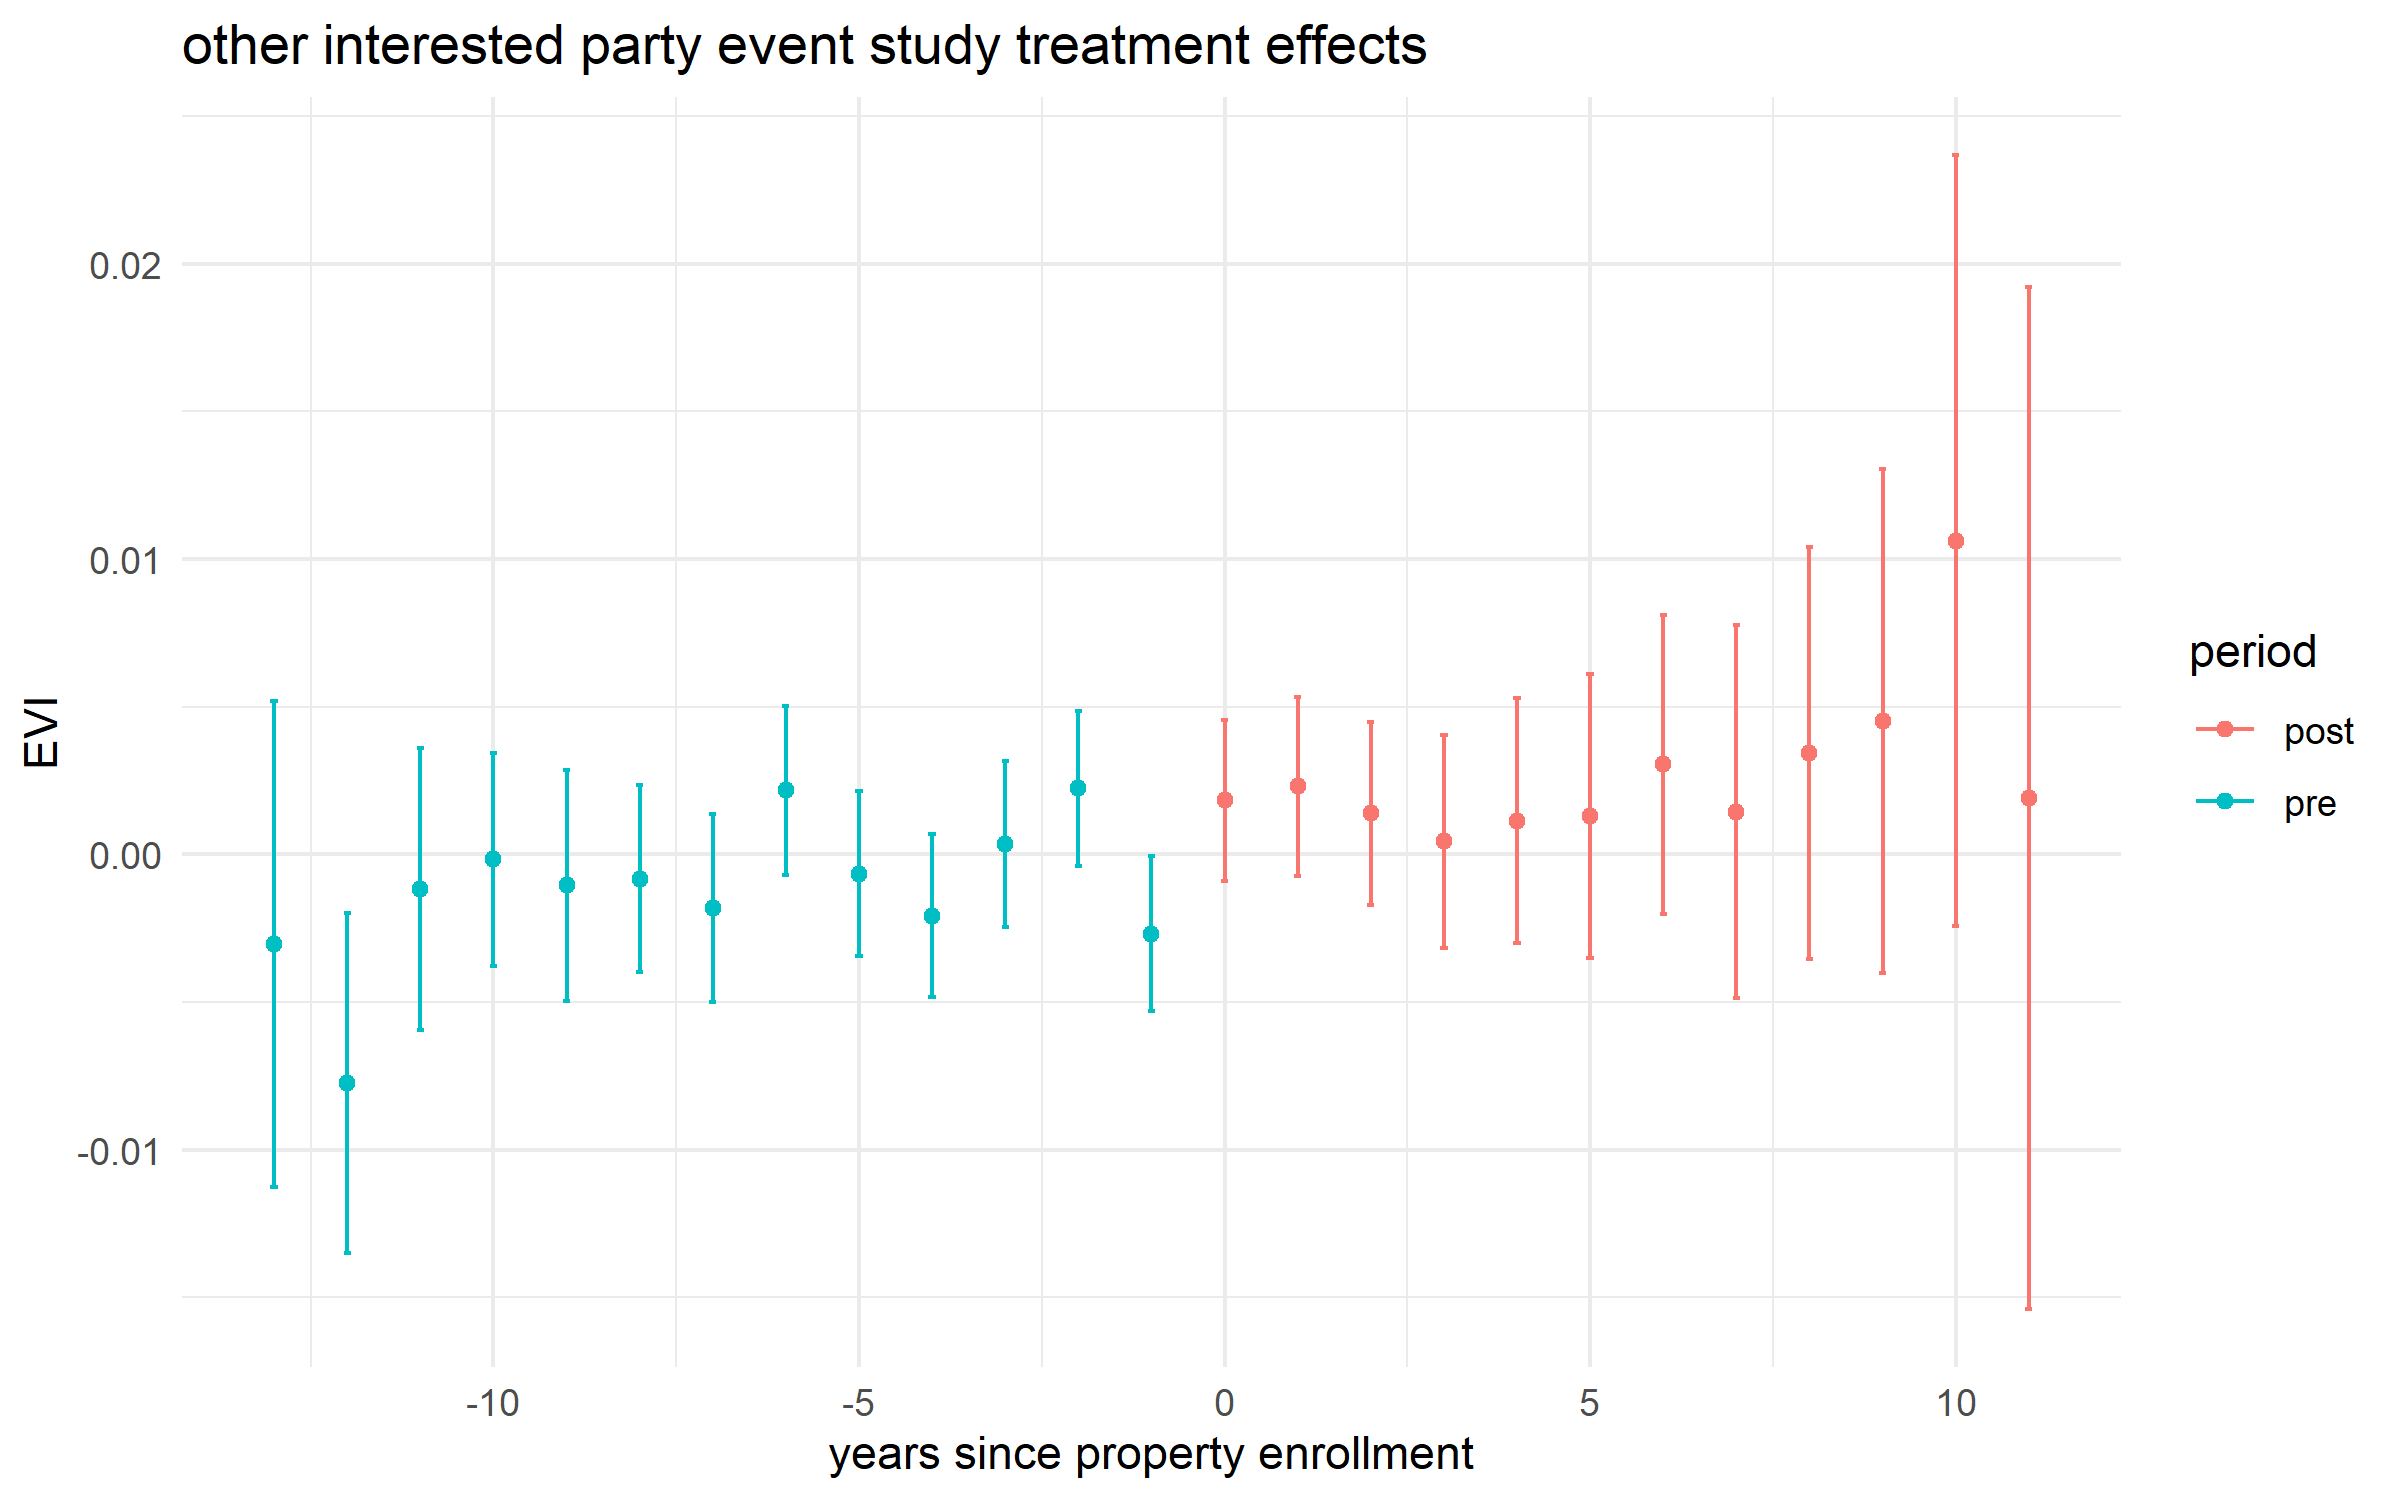 other interested party event study treatment effects
EVI
0.02
0.01
0.00
-0.01
-10
-5
0
5
10
years since property enrollment
period
post
pre